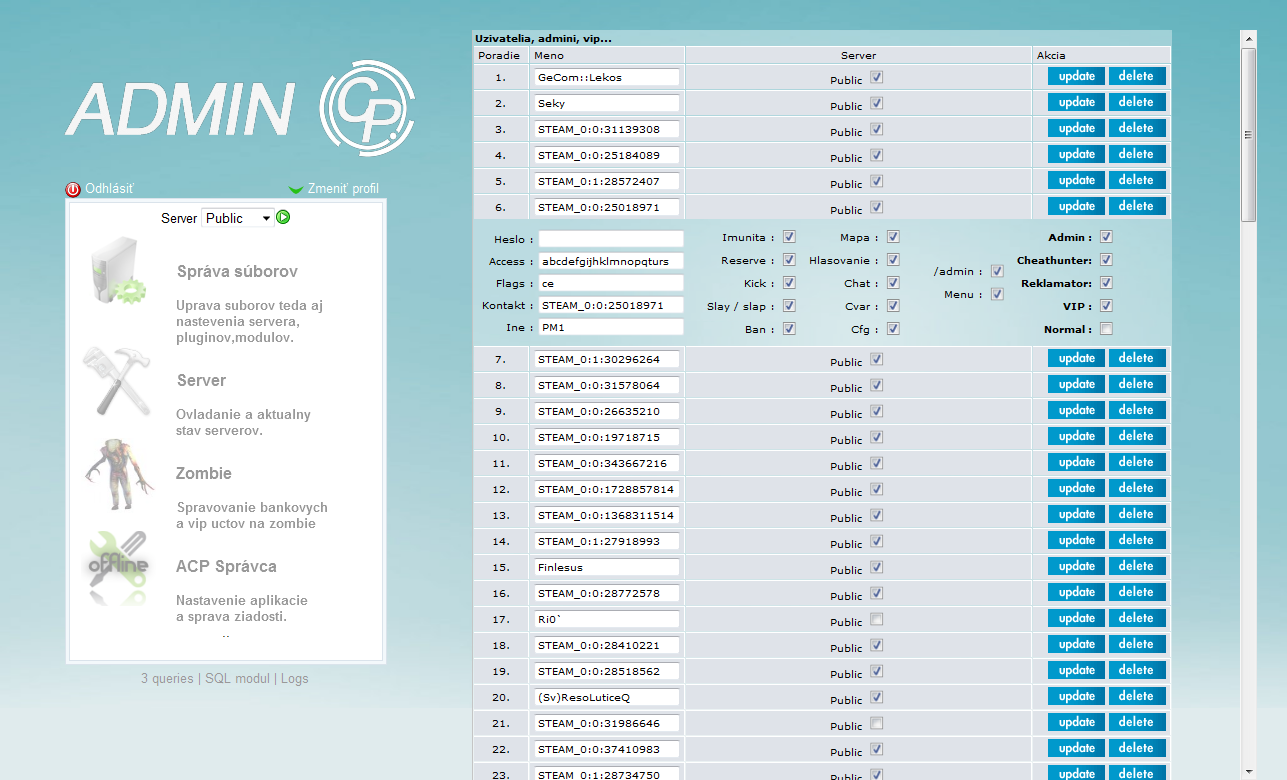 ADMIN CP
Odhlásiť
Zmeniť profil
Server Public
Správa súborov
Uprava suborov teda aj
nastevenia servera,
pluginov,modulov.
Server
Ovladanie a aktualny
stav serverov.
Zombie
Spravovanie bankovych
a vip uctov na zombie
offline
ACP Správca
Nastavenie aplikacie
a sprava ziadosti.
3 queries | SQL modul | Logs
Uzivatelia, admini, vip...
Poradie Meno Server Akcia
1. GeCom::Lekos Public update delete
2. Seky Public update delete
3. STEAM_0:0:31139308 Public update delete
4. STEAM_0:0:25184089 Public update delete
5. STEAM_0:1:28572407 Public update delete
6. STEAM_0:0:25018971 Public update delete
Heslo : Imunita : Mapa : Admin :
Access : abcdefgijhklmnopqturs Reserve : Hlasovanie : /admin : Cheathunter:
Flags : ce Kick : Chat : Menu : Reklamator:
Kontakt : STEAM_0:0:25018971 Slay / slap : Cvar : VIP :
Ine : PM1 Ban : Cfg : Normal :
7. STEAM_0:1:30296264 Public update delete
8. STEAM_0:0:31578064 Public update delete
9. STEAM_0:0:26635210 Public update delete
10. STEAM_0:0:19718715 Public update delete
11. STEAM_0:0:343667216 Public update delete
12. STEAM_0:0:1728857814 Public update delete
13. STEAM_0:0:1368311514 Public update delete
14. STEAM_0:1:27918993 Public update delete
15. Finlesus Public update delete
16. STEAM_0:0:28772578 Public update delete
17. Ri0` Public update delete
18. STEAM_0:0:28410221 Public update delete
19. STEAM_0:0:28518562 Public update delete
20. (Sv)ResoLuticeQ Public update delete
21. STEAM_0:0:31986646 Public update delete
22. STEAM_0:0:37410983 Public update delete
23. STEAM_0:1:28734750 Public update delete